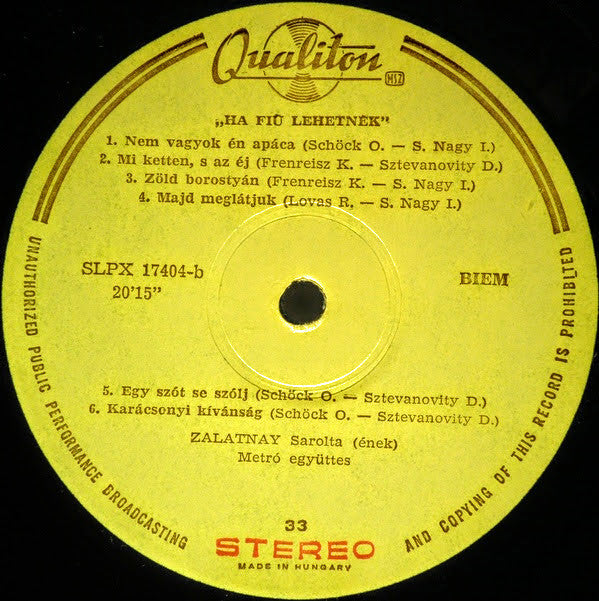 Qualiton
MSZ
„HA FIÚ LEHETNÉK"
1. Nem vagyok én apáca (Schöck O. — S. Nagy I.)
2. Mi ketten, s az éj (Frenreisz K. — Sztevanovity D.)
3. Zöld borostyán (Frenreisz K. — S. Nagy I.)
4. Majd meglátjuk (Lovas R. — S. Nagy I.)
SLPX 17404-b
20'15"
BIEM
5. Egy szót se szólj (Schöck O. — Sztevanovity D.)
6. Karácsonyi kívánság (Schöck O. — Sztevanovity D.)
ZALATNAY Sarolta (ének)
Metró együttes
33
STEREO
MADE IN HUNGARY
UNAUTHORIZED PUBLIC PERFORMANCE BROADCASTING
AND COPYING OF THIS RECORD IS PROHIBITED